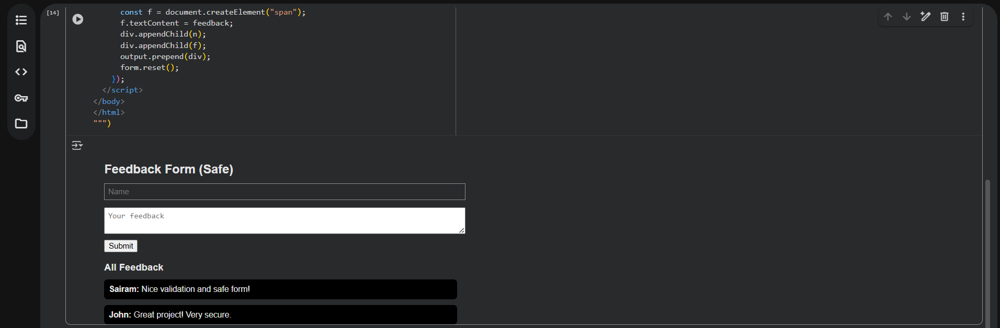 [14]
const f = document.createElement("span");
f.textContent = feedback;
div.appendChild(n);
div.appendChild(f);
output.prepend(div);
form.reset();
});
</script>
</body>
</html>
""")
Feedback Form (Safe)
Name
Your feedback
Submit
All Feedback
Sairam: Nice validation and safe form!
John: Great project! Very secure.